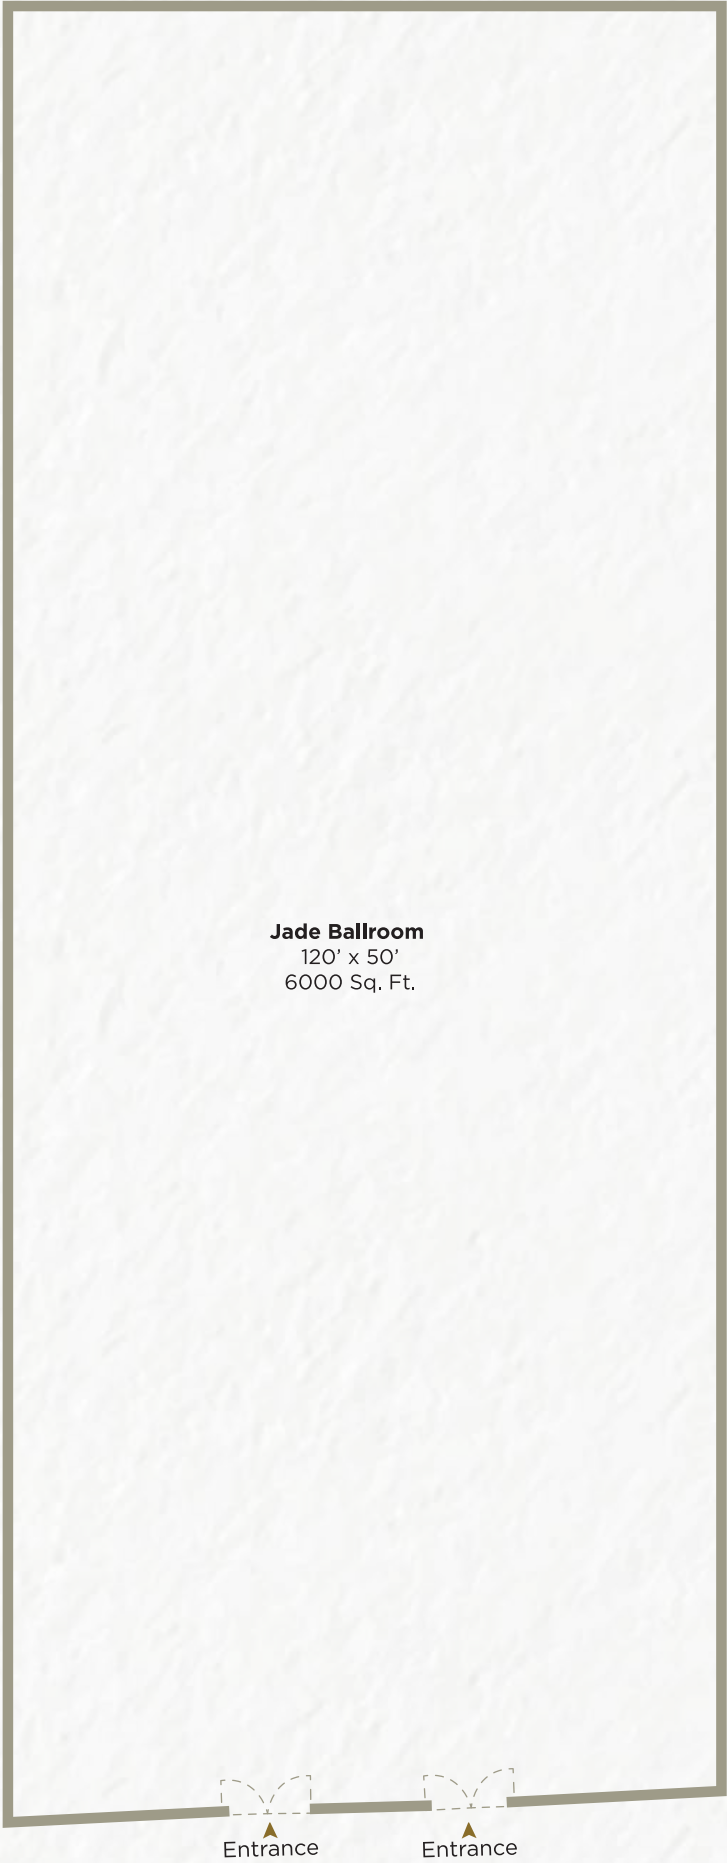 Jade Ballroom
120’ x 50’
6000 Sq. Ft.
Entrance
Entrance